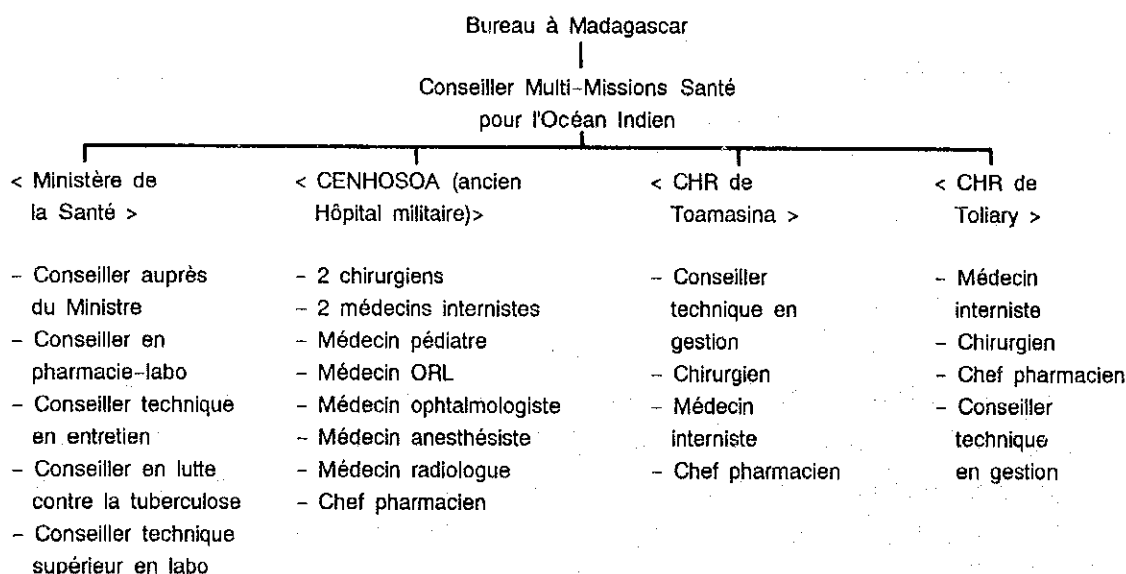 Bureau à Madagascar
Conseiller Multi-Missions Santé
pour l'Océan Indien
< Ministère de
la Santé >
– Conseiller auprès
du Ministre
– Conseiller en
pharmacie-labo
– Conseiller technique
en entretien
– Conseiller en lutte
contre la tuberculose
– Conseiller technique
supérieur en labo
< CENHOSOA (ancien
Hôpital militaire)>
– 2 chirurgiens
– 2 médecins internistes
– Médecin pédiatre
– Médecin ORL
– Médecin ophtalmologiste
– Médecin anesthésiste
– Médecin radiologue
– Chef pharmacien
< CHR de
Toamasina >
– Conseiller
technique en
gestion
– Chirurgien
– Médecin
interniste
– Chef pharmacien
< CHR de
Toliary >
– Médecin
interniste
– Chirurgien
– Chef pharmacien
– Conseiller
technique
en gestion